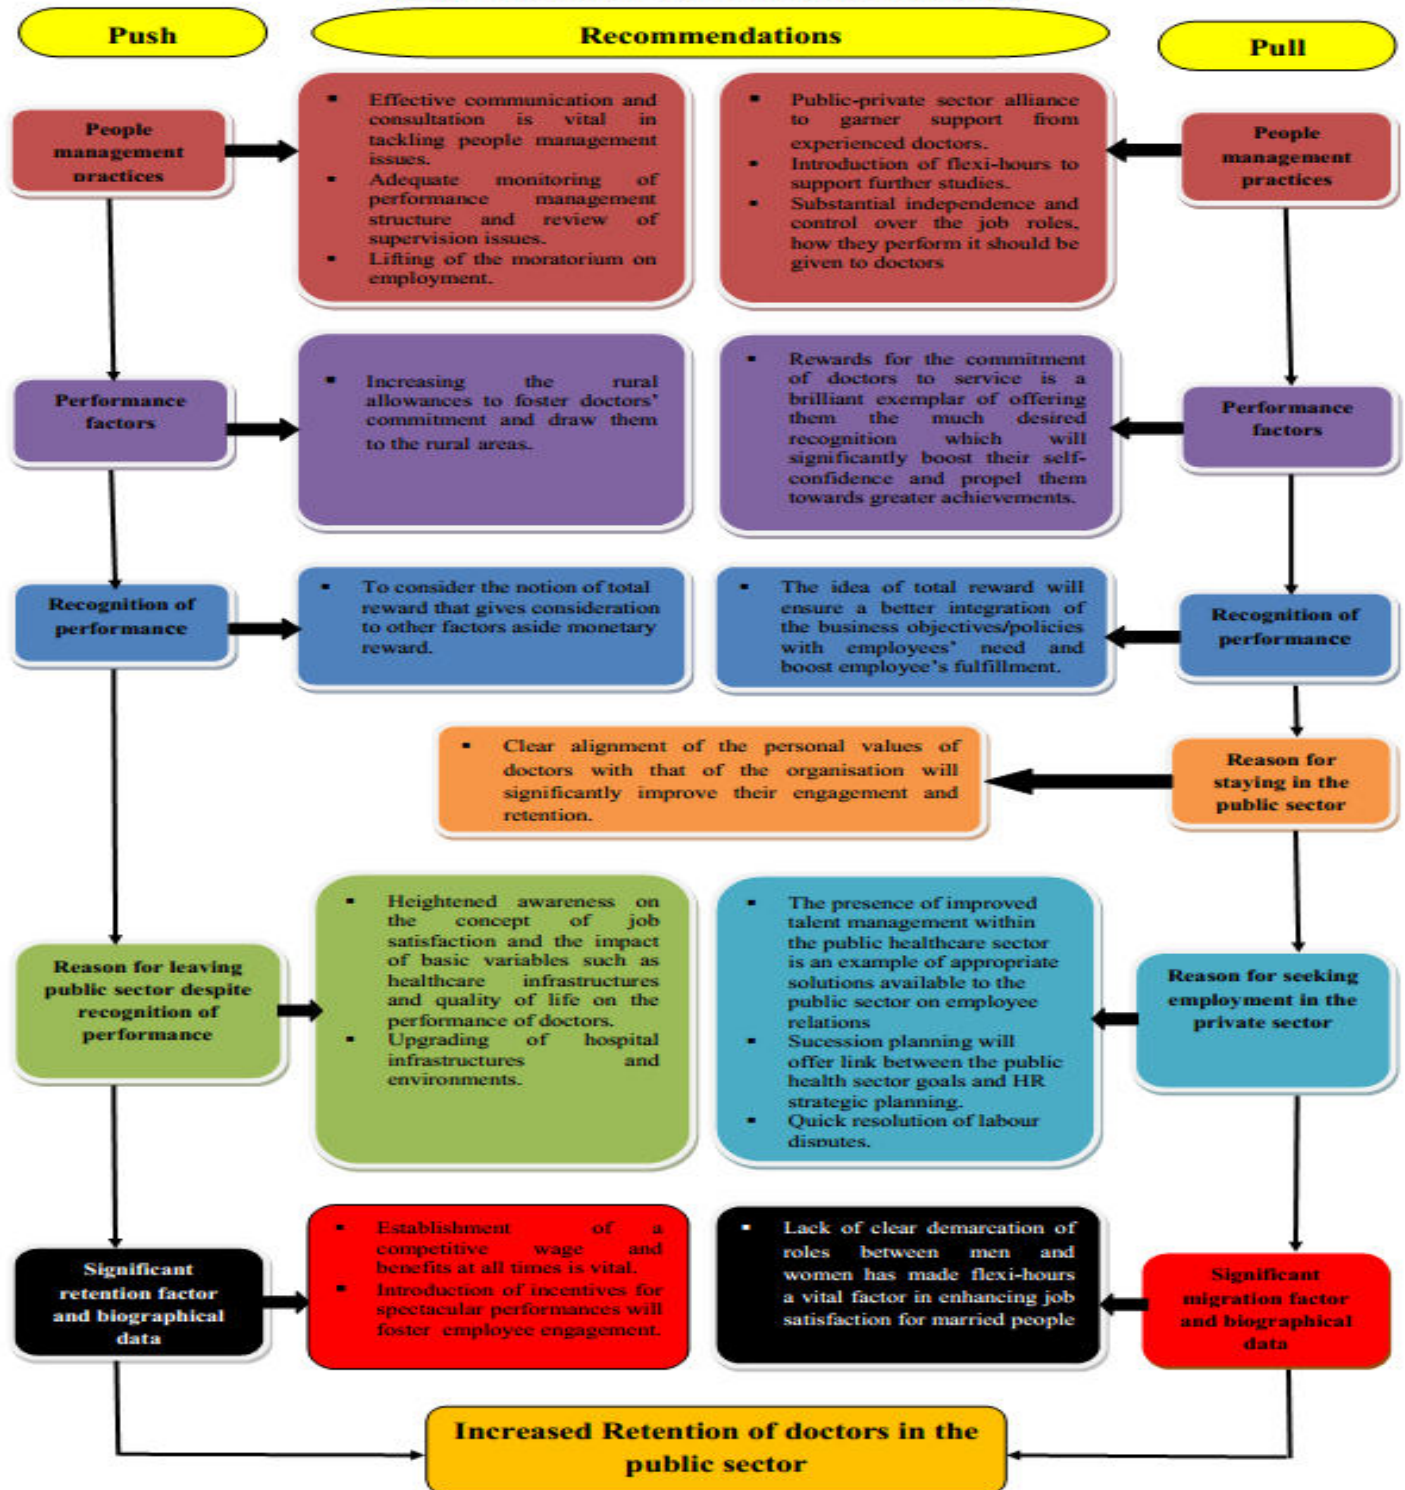 Push
Recommendations
Pull
People
management
practices
▪ Effective communication and
consultation is vital in
tackling people management
issues.
▪ Adequate monitoring of
performance management
structure and review of
supervision issues.
▪ Lifting of the moratorium on
employment.
▪ Public-private sector alliance
to garner support from
experienced doctors.
▪ Introduction of flexi-hours to
support further studies.
▪ Substantial independence and
control over the job roles,
how they perform it should be
given to doctors
People
management
practices
Performance
factors
▪ Increasing the rural
allowances to foster doctors’
commitment and draw them
to the rural areas.
▪ Rewards for the commitment
of doctors to service is a
brilliant exemplar of offering
them the much desired
recognition which will
significantly boost their self-
confidence and propel them
towards greater achievements.
Performance
factors
Recognition of
performance
▪ To consider the notion of total
reward that gives consideration
to other factors aside monetary
reward.
▪ The idea of total reward will
ensure a better integration of
the business objectives/policies
with employees’ need and
boost employee’s fulfillment.
Recognition of
performance
▪ Clear alignment of the personal values of
doctors with that of the organisation will
significantly improve their engagement and
retention.
Reason for
staying in the
public sector
Reason for leaving
public sector despite
recognition of
performance
▪ Heightened awareness on
the concept of job
satisfaction and the impact
of basic variables such as
healthcare infrastructures
and quality of life on the
performance of doctors.
▪ Upgrading of hospital
infrastructures and
environments.
▪ The presence of improved
talent management within
the public healthcare sector
is an example of appropriate
solutions available to the
public sector on employee
relations
▪ Sucession planning will
offer link between the public
health sector goals and HR
strategic planning.
▪ Quick resolution of labour
disputes.
Reason for seeking
employment in the
private sector
Significant
retention factor
and biographical
data
▪ Establishment of a
competitive wage and
benefits at all times is vital.
▪ Introduction of incentives for
spectacular performances will
foster employee engagement.
▪ Lack of clear demarcation of
roles between men and
women has made flexi-hours
a vital factor in enhancing job
satisfaction for married people
Significant
migration factor
and biographical
data
Increased Retention of doctors in the
public sector